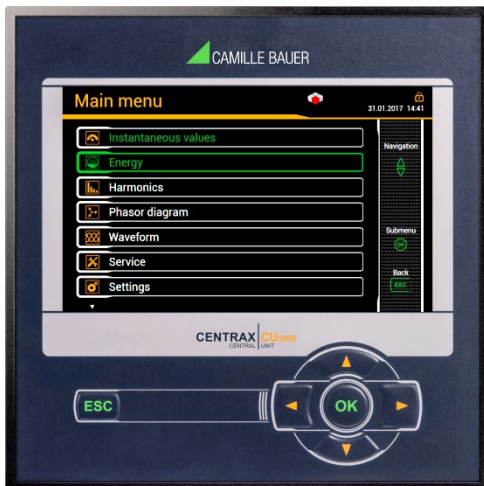 CAMILLE BAUER
Main menu
31.01.2017 14:41
Instantaneous values
Navigation
Energy
Harmonics
Phasor diagram
Waveform
Submenu
OK
Service
Back
ESC
Settings
CENTRAX CU3000
CENTRAL UNIT
ESC
OK